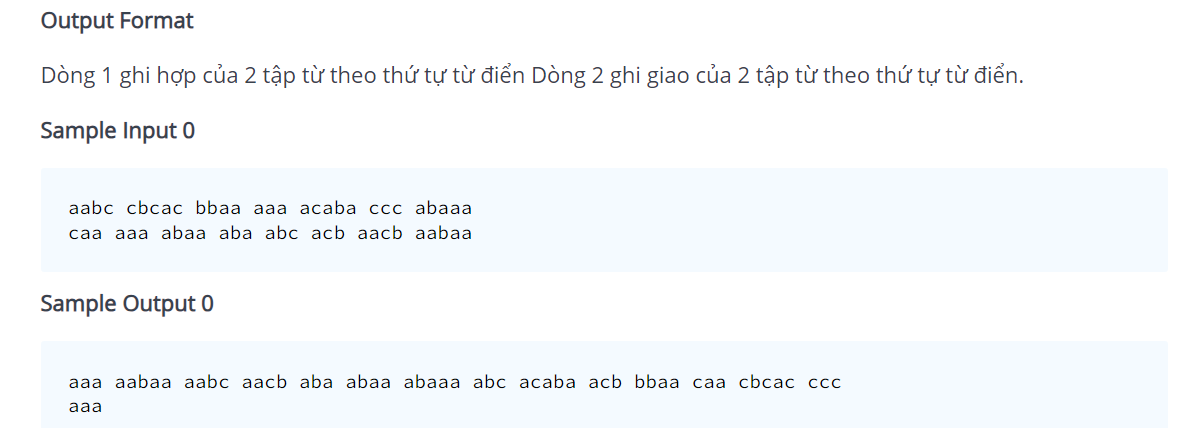 Output Format
Dòng 1 ghi hợp của 2 tập từ theo thứ tự từ điển Dòng 2 ghi giao của 2 tập từ theo thứ tự từ điển.
Sample Input 0
aabc cbcac bbaa aaa acaba ccc abaaa
caa aaa abaa aba abc acb aacb aabaa
Sample Output 0
aaa aabaa aabc aacb aba abaa abaaa abc acaba acb bbaa caa cbcac ccc
aaa